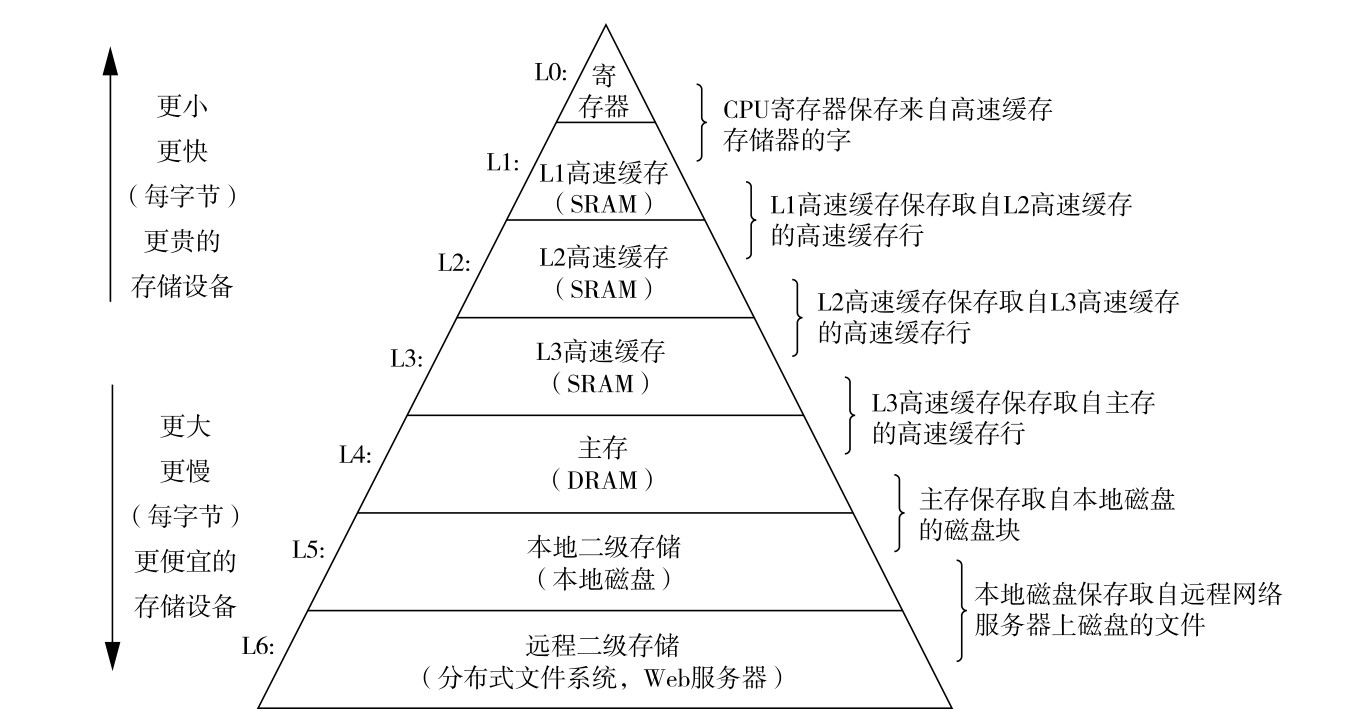 更小
更快
（每字节）
更贵的
存储设备
更大
更慢
（每字节）
更便宜的
存储设备
L0:
寄
存器
CPU寄存器保存来自高速缓存
存储器的字
L1:
L1高速缓存
（SRAM）
L1高速缓存保存取自L2高速缓存
的高速缓存行
L2:
L2高速缓存
（SRAM）
L2高速缓存保存取自L3高速缓存
的高速缓存行
L3:
L3高速缓存
（SRAM）
L3高速缓存保存取自主存
的高速缓存行
L4:
主存
（DRAM）
主存保存取自本地磁盘
的磁盘块
L5:
本地二级存储
（本地磁盘）
本地磁盘保存取自远程网络
服务器上磁盘的文件
L6:
远程二级存储
（分布式文件系统，Web服务器）